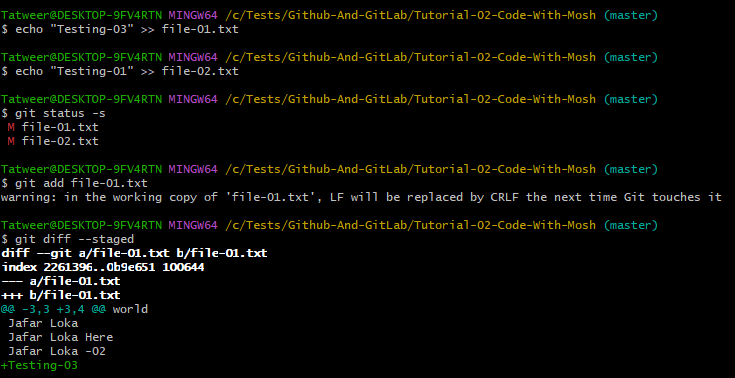 Tatweer@DESKTOP-9FV4RTN MINGW64 /c/Tests/Github-And-GitLab/Tutorial-02-Code-With-Mosh (master)
$ echo "Testing-03" >> file-01.txt
Tatweer@DESKTOP-9FV4RTN MINGW64 /c/Tests/Github-And-GitLab/Tutorial-02-Code-With-Mosh (master)
$ echo "Testing-01" >> file-02.txt
Tatweer@DESKTOP-9FV4RTN MINGW64 /c/Tests/Github-And-GitLab/Tutorial-02-Code-With-Mosh (master)
$ git status -s
 M file-01.txt
 M file-02.txt
Tatweer@DESKTOP-9FV4RTN MINGW64 /c/Tests/Github-And-GitLab/Tutorial-02-Code-With-Mosh (master)
$ git add file-01.txt
warning: in the working copy of 'file-01.txt', LF will be replaced by CRLF the next time Git touches it
Tatweer@DESKTOP-9FV4RTN MINGW64 /c/Tests/Github-And-GitLab/Tutorial-02-Code-With-Mosh (master)
$ git diff --staged
diff --git a/file-01.txt b/file-01.txt
index 2261396..0b9e651 100644
--- a/file-01.txt
+++ b/file-01.txt
@@ -3,3 +3,4 @@ world
 Jafar Loka
 Jafar Loka Here
 Jafar Loka -02
+Testing-03